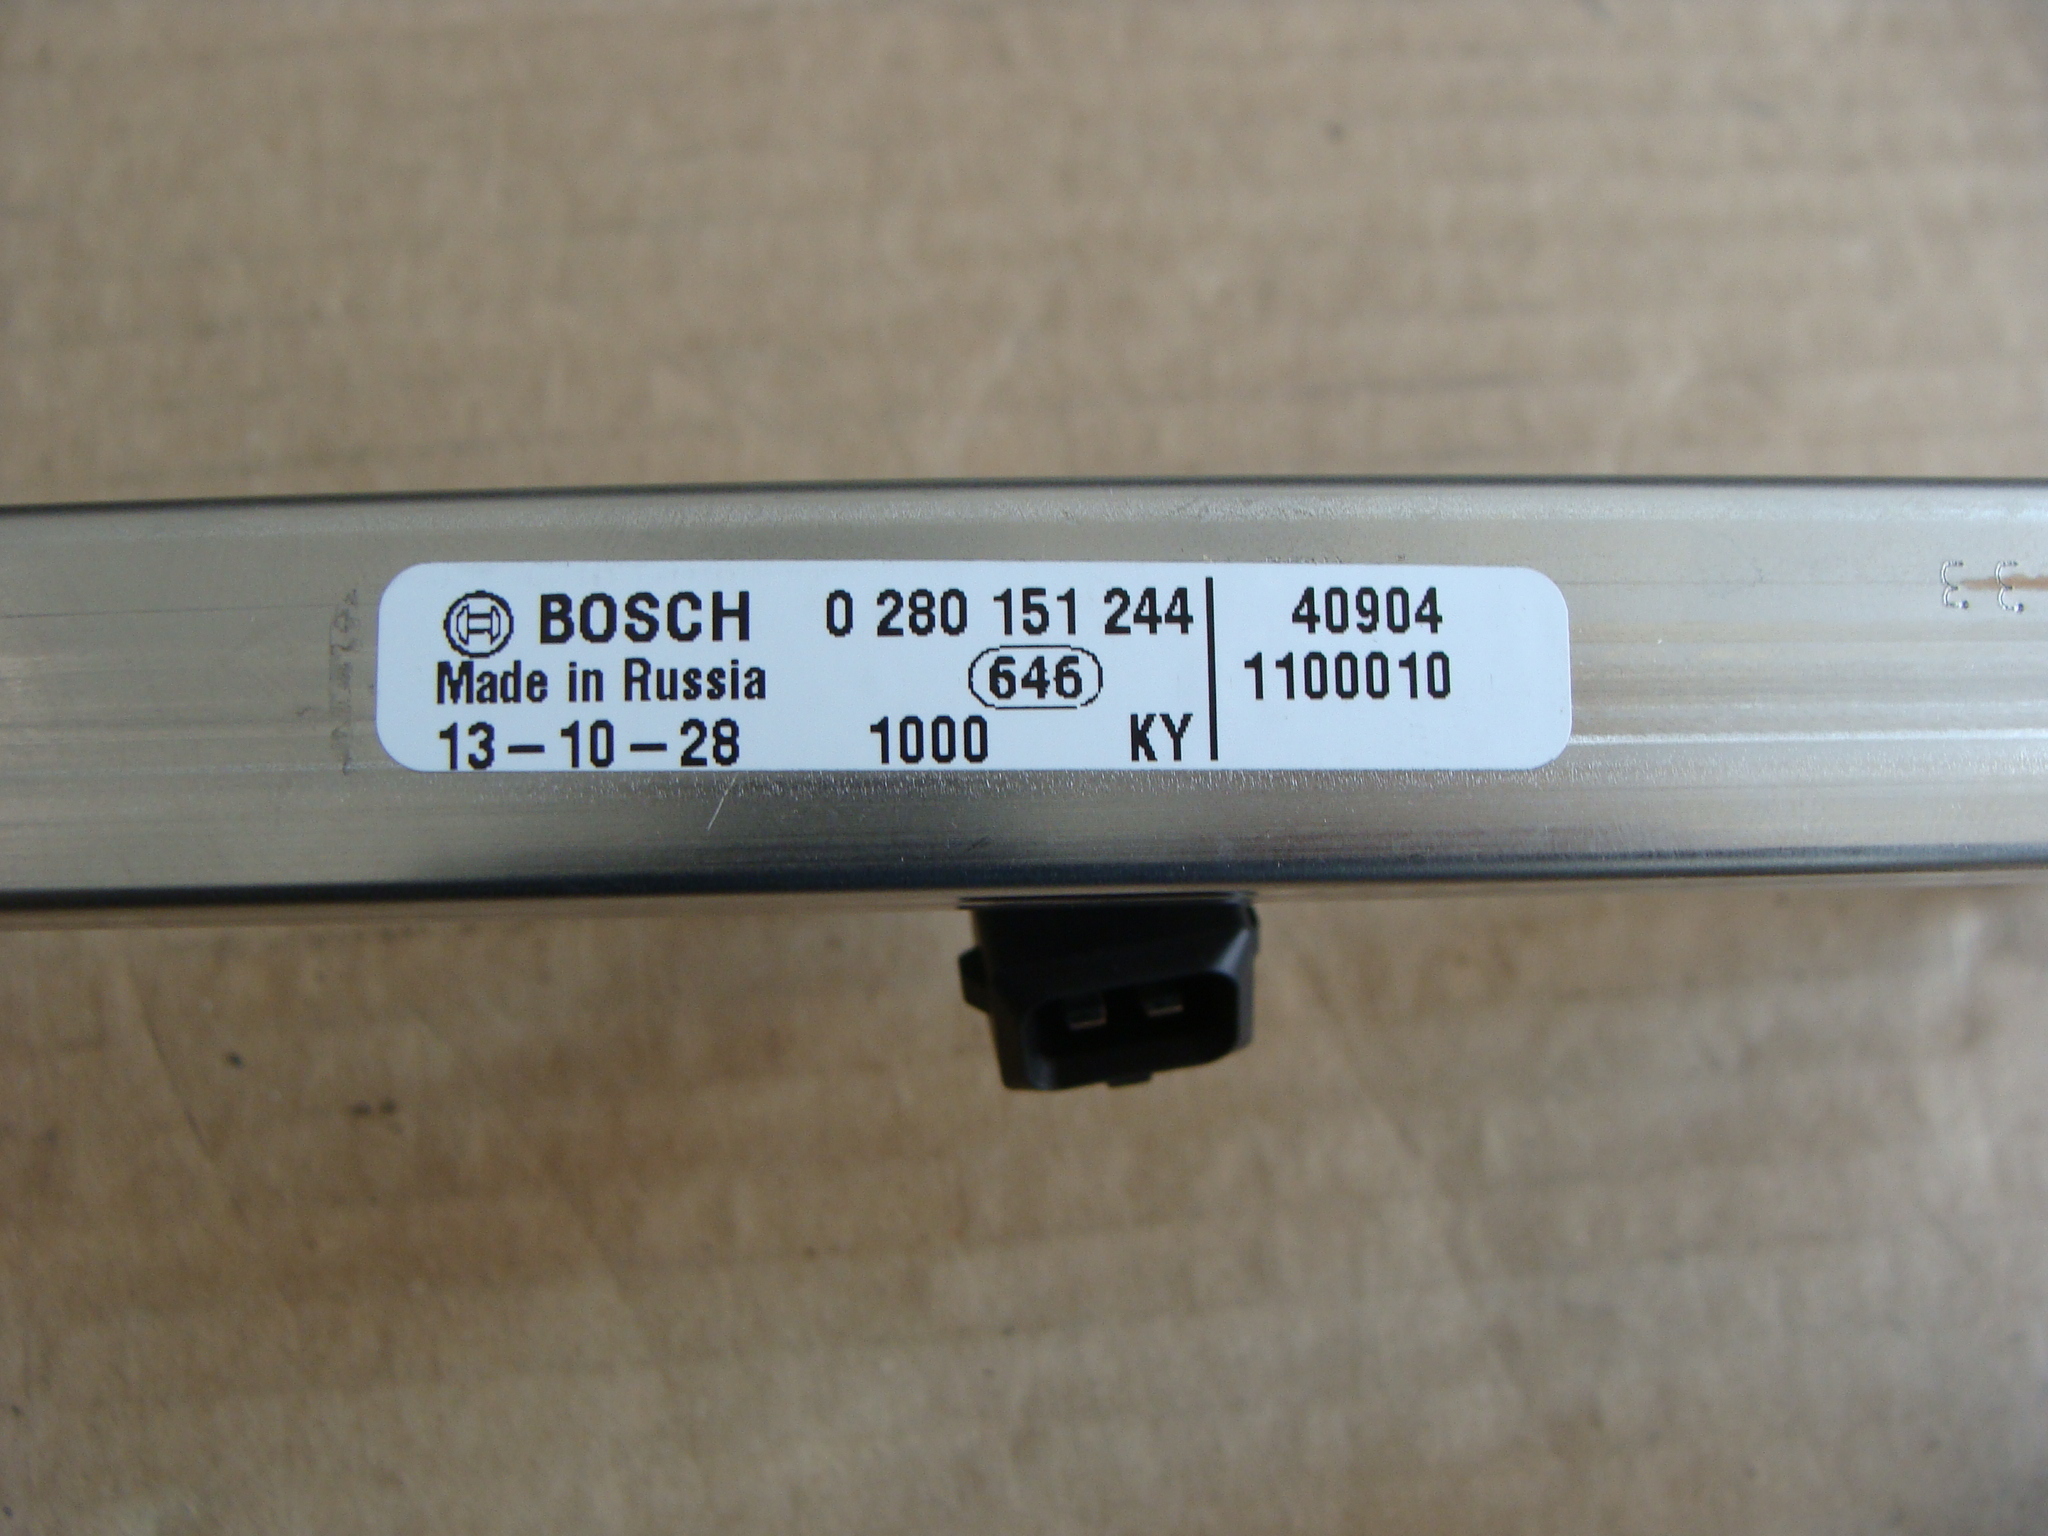 BOSCH 0 280 151 244 40904
Made in Russia 646 1100010
13-10-28 1000 KY